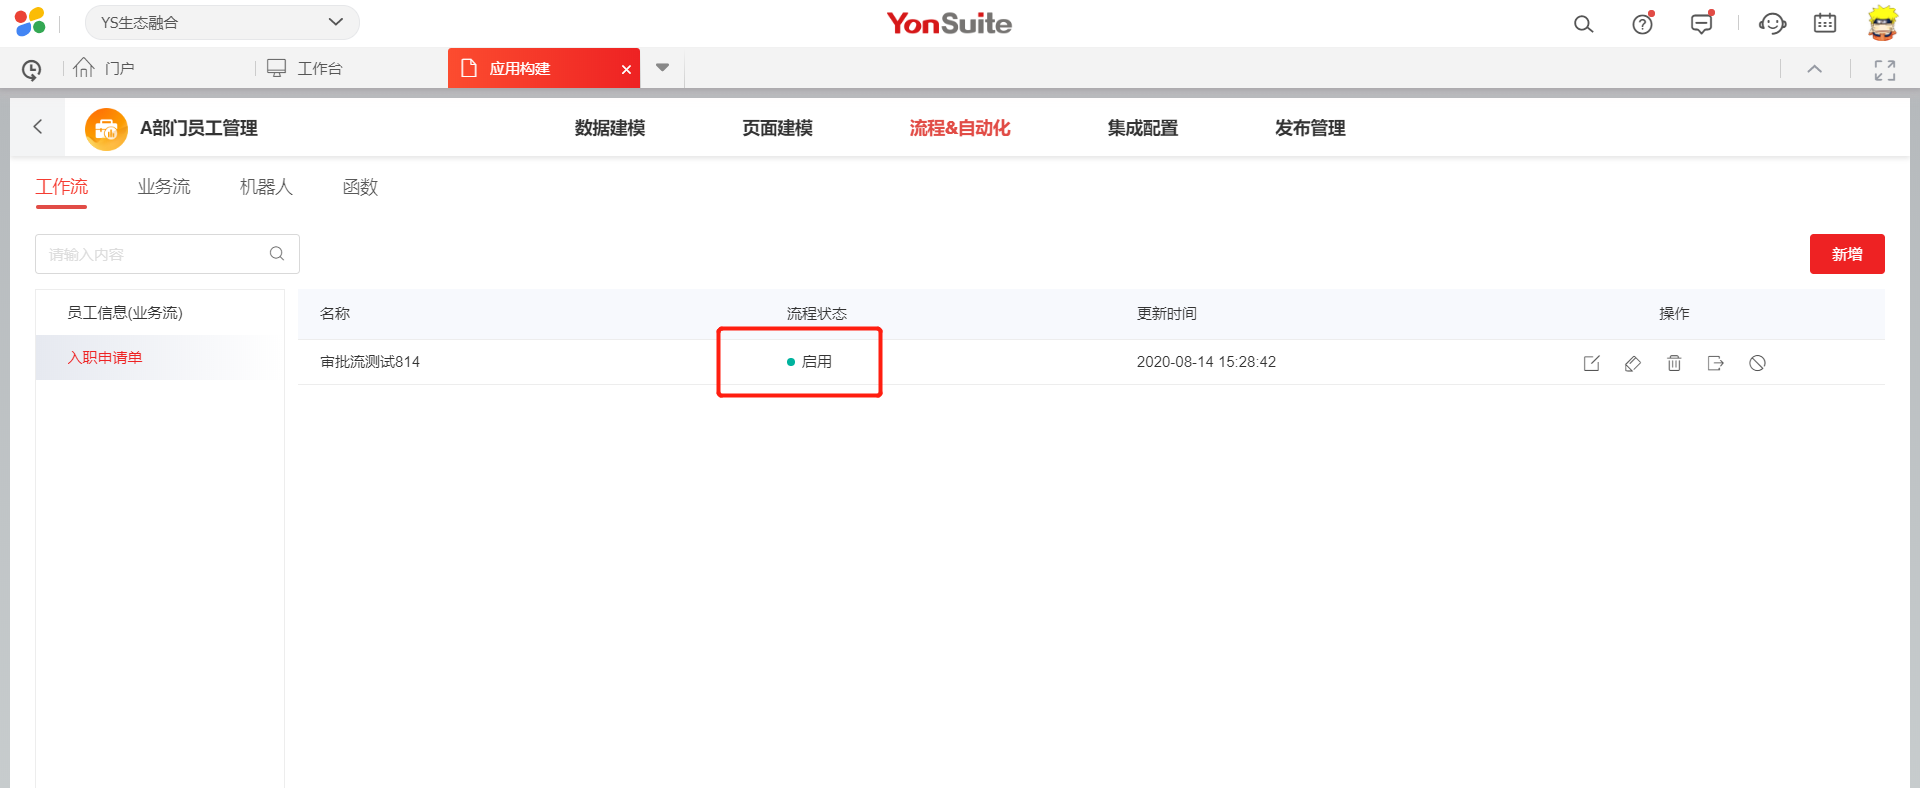 YS生态融合
YonSuite
门户
工作台
应用构建
A部门员工管理
数据建模
页面建模
流程&自动化
集成配置
发布管理
工作流
业务流
机器人
函数
请输入内容
新增
员工信息(业务流)
入职申请单
名称
流程状态
更新时间
操作
审批流测试814
启用
2020-08-14 15:28:42